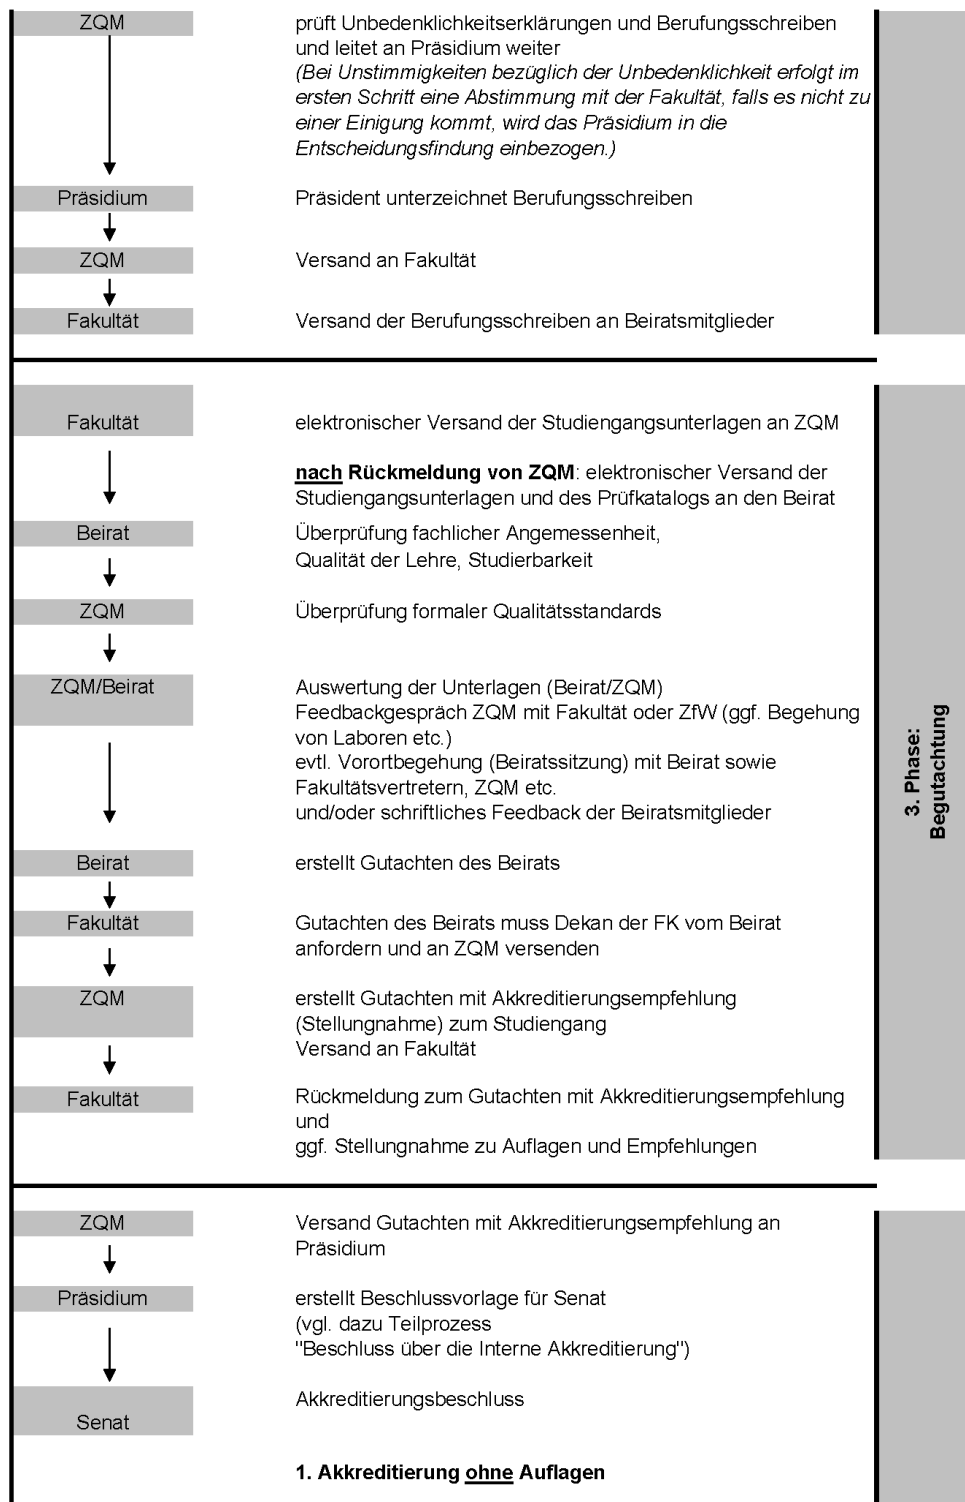 ZQM
prüft Unbedenklichkeitserklärungen und Berufungsschreiben
und leitet an Präsidium weiter
(Bei Unstimmigkeiten bezüglich der Unbedenklichkeit erfolgt im
ersten Schritt eine Abstimmung mit der Fakultät, falls es nicht zu
einer Einigung kommt, wird das Präsidium in die
Entscheidungsfindung einbezogen.)
Präsidium
Präsident unterzeichnet Berufungsschreiben
ZQM
Versand an Fakultät
Fakultät
Versand der Berufungsschreiben an Beiratsmitglieder
Fakultät
elektronischer Versand der Studiengangsunterlagen an ZQM
nach Rückmeldung von ZQM: elektronischer Versand der
Studiengangsunterlagen und des Prüfkatalogs an den Beirat
Beirat
Überprüfung fachlicher Angemessenheit,
Qualität der Lehre, Studierbarkeit
ZQM
Überprüfung formaler Qualitätsstandards
ZQM/Beirat
Auswertung der Unterlagen (Beirat/ZQM)
Feedbackgespräch ZQM mit Fakultät oder ZfW (ggf. Begehung
von Laboren etc.)
evtl. Vorortbegehung (Beiratssitzung) mit Beirat sowie
Fakultätsvertretern, ZQM etc.
und/oder schriftliches Feedback der Beiratsmitglieder
Beirat
erstellt Gutachten des Beirats
Fakultät
Gutachten des Beirats muss Dekan der FK vom Beirat
anfordern und an ZQM versenden
ZQM
erstellt Gutachten mit Akkreditierungsempfehlung
(Stellungnahme) zum Studiengang
Versand an Fakultät
Fakultät
Rückmeldung zum Gutachten mit Akkreditierungsempfehlung
und
ggf. Stellungnahme zu Auflagen und Empfehlungen
3. Phase:
Begutachtung
ZQM
Versand Gutachten mit Akkreditierungsempfehlung an
Präsidium
Präsidium
erstellt Beschlussvorlage für Senat
(vgl. dazu Teilprozess
"Beschluss über die Interne Akkreditierung")
Senat
Akkreditierungsbeschluss
1. Akkreditierung ohne Auflagen